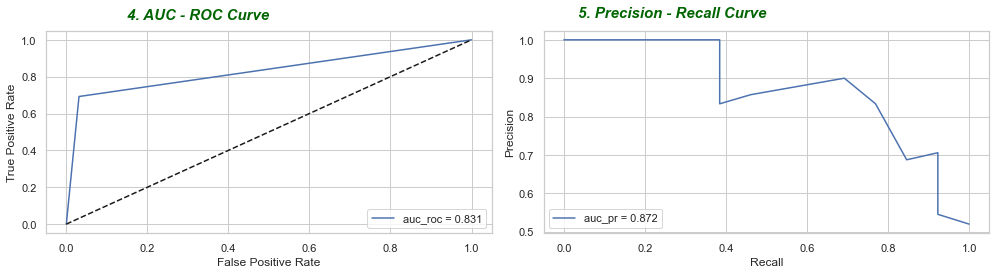 4. AUC - ROC Curve
1.0
0.8
0.6
0.4
0.2
0.0
True Positive Rate
0.0 0.2 0.4 0.6 0.8 1.0
False Positive Rate
auc_roc = 0.831
5. Precision - Recall Curve
1.0
0.9
0.8
0.7
0.6
0.5
Precision
0.0 0.2 0.4 0.6 0.8 1.0
Recall
auc_pr = 0.872